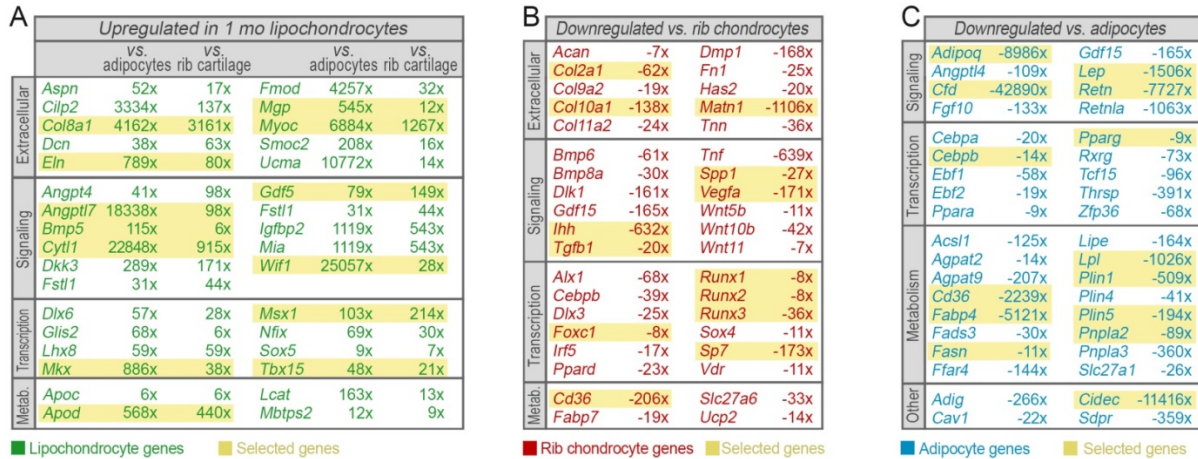 A
Upregulated in 1 mo lipochondrocytes
vs. adipocytes vs. rib cartilage vs. adipocytes vs. rib cartilage
Extracellular
Aspn 52x 17x Fmod 4257x 32x
Cilp2 3334x 137x Mgp 545x 12x
Col8a1 4162x 3161x Myoc 6884x 1267x
Dcn 38x 63x Smoc2 208x 16x
Eln 789x 80x Ucma 10772x 14x
Signaling
Angpt4 41x 98x Gdf5 79x 149x
Angptl7 18338x 98x Fstl1 31x 44x
Bmp5 115x 6x Igfbp2 1119x 543x
Cytl1 22848x 915x Mia 1119x 543x
Dkk3 289x 171x Wif1 25057x 28x
Fstl1 31x 44x
Transcription
Dlx6 57x 28x Msx1 103x 214x
Glis2 68x 6x Nfix 69x 30x
Lhx8 59x 59x Sox5 9x 7x
Mkx 886x 38x Tbx15 48x 21x
Metab.
Apoc 6x 6x Lcat 163x 13x
Apod 568x 440x Mbtps2 12x 9x
Lipochondrocyte genes Selected genes
B
Downregulated vs. rib chondrocytes
Extracellular
Acan -7x Dmp1 -168x
Col2a1 -62x Fn1 -25x
Col9a2 -19x Has2 -20x
Col10a1 -138x Matn1 -1106x
Col11a2 -24x Tnn -36x
Signaling
Bmp6 -61x Tnf -639x
Bmp8a -30x Spp1 -27x
Dlk1 -161x Vegfa -171x
Gdf15 -165x Wnt5b -11x
Ihh -632x Wnt10b -42x
Tgfb1 -20x Wnt11 -7x
Transcription
Alx1 -68x Runx1 -8x
Cebpb -39x Runx2 -8x
Dlx3 -25x Runx3 -36x
Foxc1 -8x Sox4 -11x
Irf5 -17x Sp7 -173x
Ppard -23x Vdr -11x
Metab.
Cd36 -206x Slc27a6 -33x
Fabp7 -19x Ucp2 -14x
Rib chondrocyte genes Selected genes
C
Downregulated vs. adipocytes
Signaling
Adipoq -8986x Gdf15 -165x
Angptl4 -109x Lep -1506x
Cfd -42890x Retn -7727x
Fgf10 -133x Retnla -1063x
Transcription
Cebpa -20x Pparg -9x
Cebpb -14x Rxrg -73x
Ebf1 -58x Tcf15 -96x
Ebf2 -19x Thrsp -391x
Ppara -9x Zfp36 -68x
Metabolism
Acsl1 -125x Lipe -164x
Agpat2 -14x Lpl -1026x
Agpat9 -207x Plin1 -509x
Cd36 -2239x Plin4 -41x
Fabp4 -5121x Plin5 -194x
Fads3 -30x Pnpla2 -89x
Fasn -11x Pnpla3 -360x
Ffar4 -144x Slc27a1 -26x
Other
Adig -266x Cidec -11416x
Cav1 -22x Sdpr -359x
Adipocyte genes Selected genes